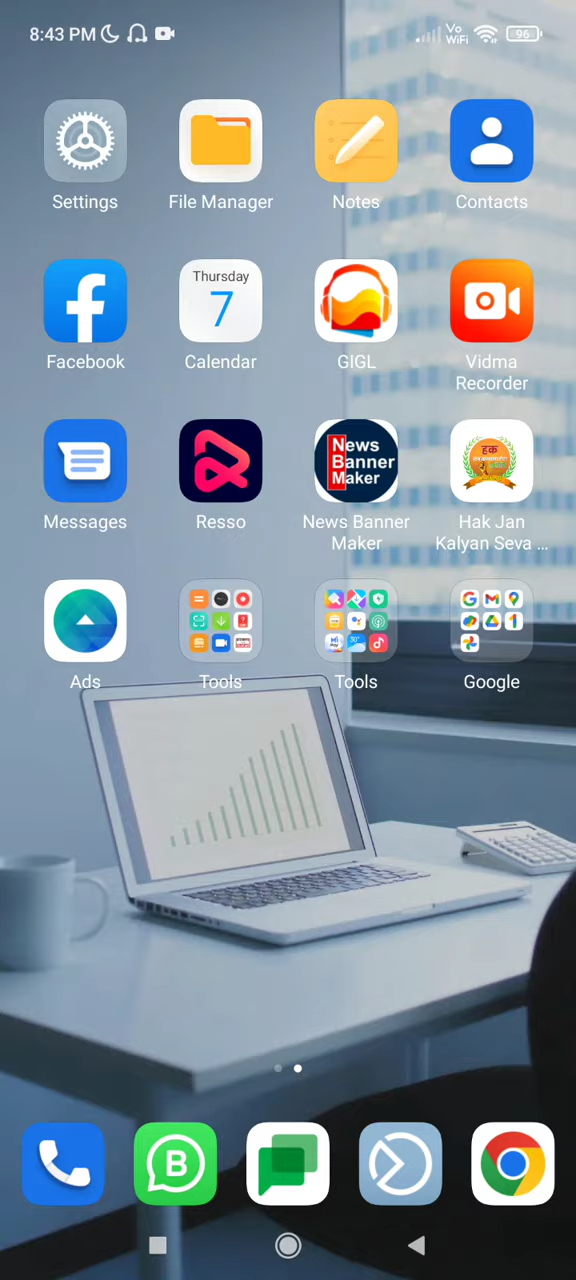 8:43 PM
Vo
WiFi
96
Settings
File Manager
Notes
Contacts
Thursday
7
Facebook
Calendar
GIGL
Vidma
Recorder
News
Banner
Maker
हक
Messages
Resso
News Banner
Maker
Hak Jan
Kalyan Seva ...
Ads
Tools
Tools
Google
B